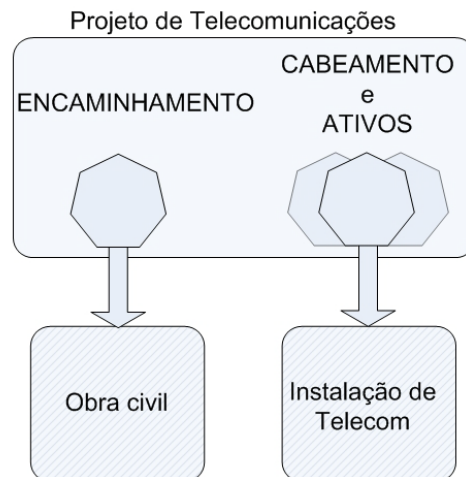 Projeto de Telecomunicações
ENCAMINHAMENTO
CABEAMENTO
e
ATIVOS
Obra civil
Instalação de
Telecom